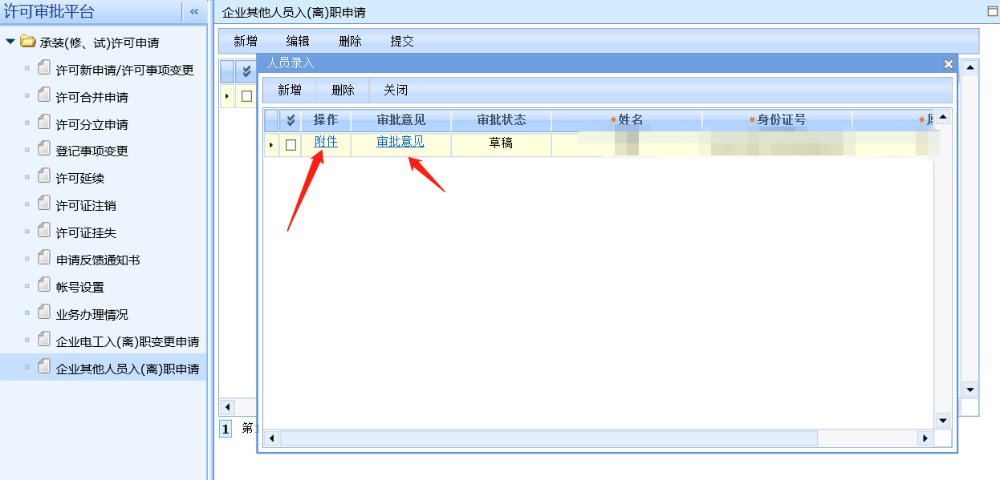 许可审批平台 «
承装(修、试)许可申请
许可新申请/许可事项变更
许可合并申请
许可分立申请
登记事项变更
许可延续
许可证注销
许可证挂失
申请反馈通知书
帐号设置
业务办理情况
企业电工入(离)职变更申请
企业其他人员入(离)职申请
企业其他人员入(离)职申请
新增 编辑 删除 提交
人员录入
新增 删除 关闭
操作 审批意见 审批状态 *姓名 *身份证号 *
附件 审批意见 草稿
1 第